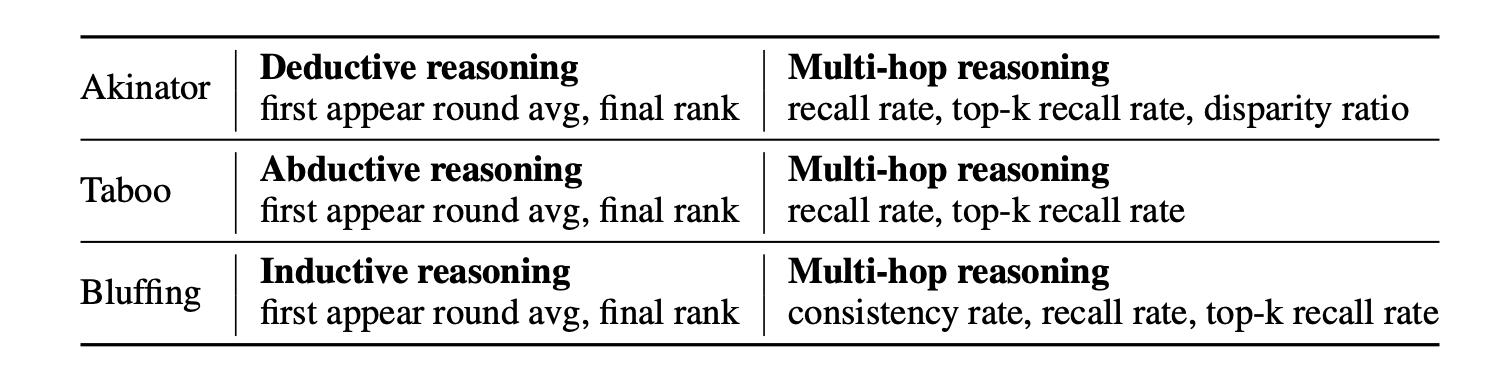 Akinator
Deductive reasoning
first appear round avg, final rank
Multi-hop reasoning
recall rate, top-k recall rate, disparity ratio
Taboo
Abductive reasoning
first appear round avg, final rank
Multi-hop reasoning
recall rate, top-k recall rate
Bluffing
Inductive reasoning
first appear round avg, final rank
Multi-hop reasoning
consistency rate, recall rate, top-k recall rate